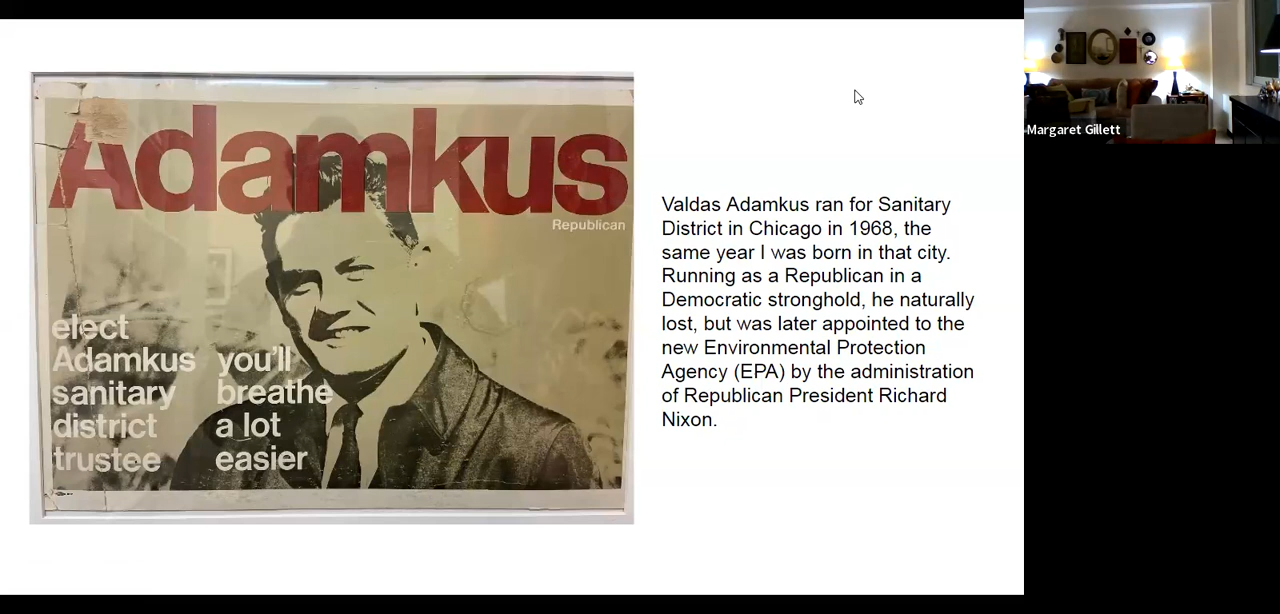 Adamkus
Republican
elect
Adamkus
sanitary
district
trustee
you'll
breathe
a lot
easier
Valdas Adamkus ran for Sanitary
District in Chicago in 1968, the
same year I was born in that city.
Running as a Republican in a
Democratic stronghold, he naturally
lost, but was later appointed to the
new Environmental Protection
Agency (EPA) by the administration
of Republican President Richard
Nixon.
Margaret Gillett